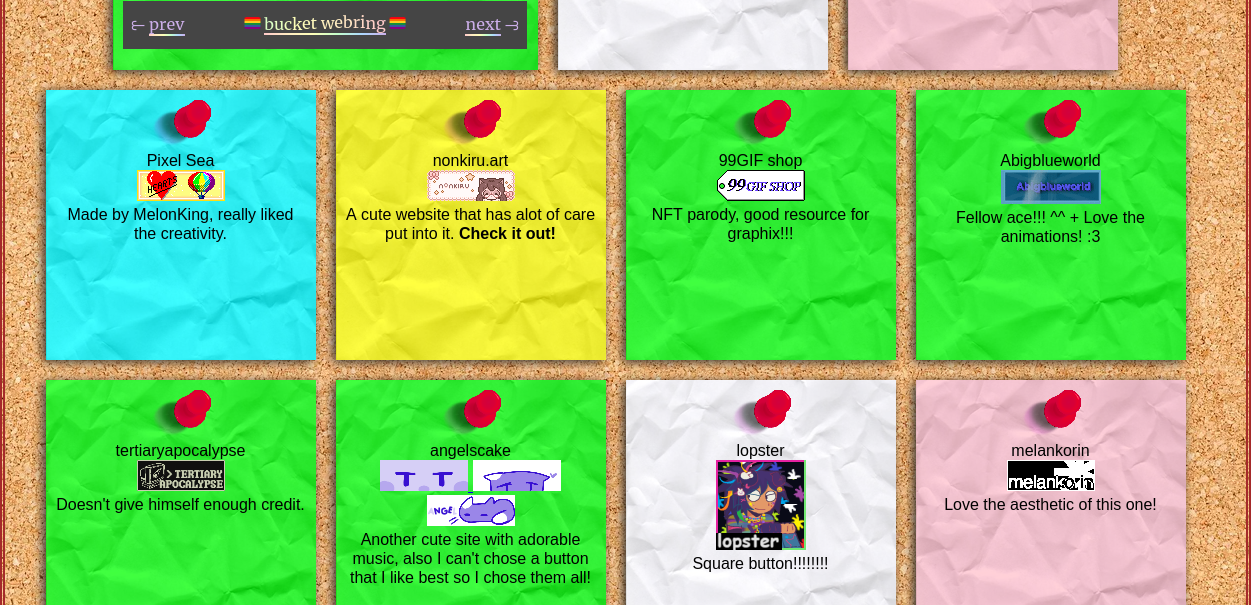 prev bucket webring next
Pixel Sea
HEARTS
Made by MelonKing, really liked
the creativity.
nonkiru.art
nonkiru
A cute website that has alot of care
put into it. Check it out!
99GIF shop
99 GIF SHOP
NFT parody, good resource for
graphix!!!
Abigblueworld
Abigblueworld
Fellow ace!!! ^^ + Love the
animations! :3
tertiaryapocalypse
> TERTIARY
APOCALYPSE
Doesn't give himself enough credit.
angelscake
ANGEL
Another cute site with adorable
music, also I can't chose a button
that I like best so I chose them all!
lopster
lopster
Square button!!!!!!!!
melankorin
melankorin
Love the aesthetic of this one!